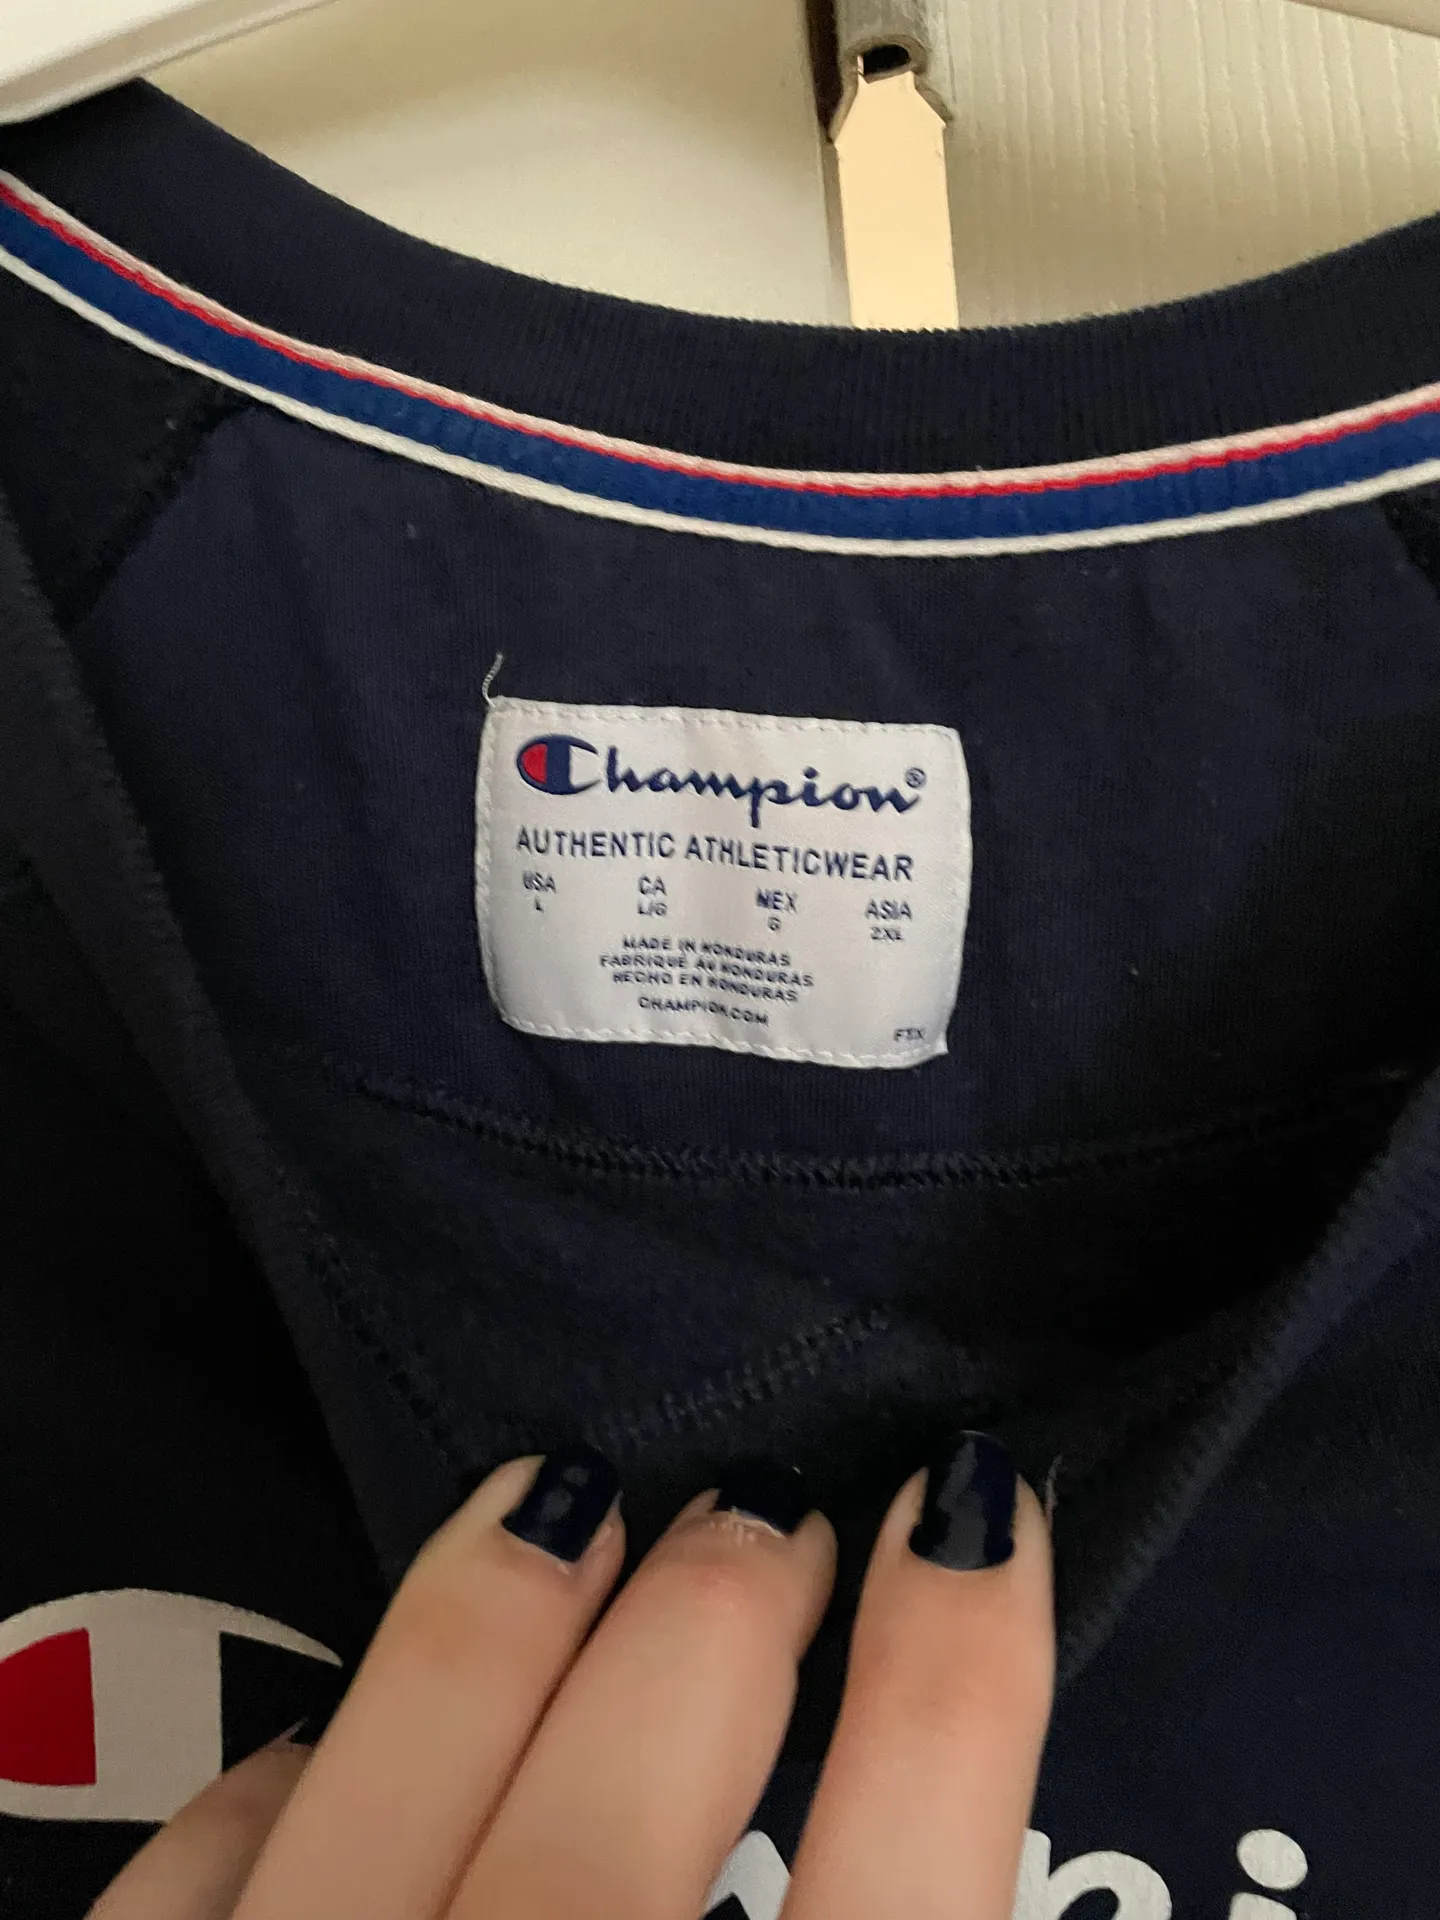 Champion®
AUTHENTIC ATHLETICWEAR
USA CA MEX ASIA
L L/G G 2XL
MADE IN HONDURAS
FABRIQUÉ AU HONDURAS
HECHO EN HONDURAS
CHAMPION.COM